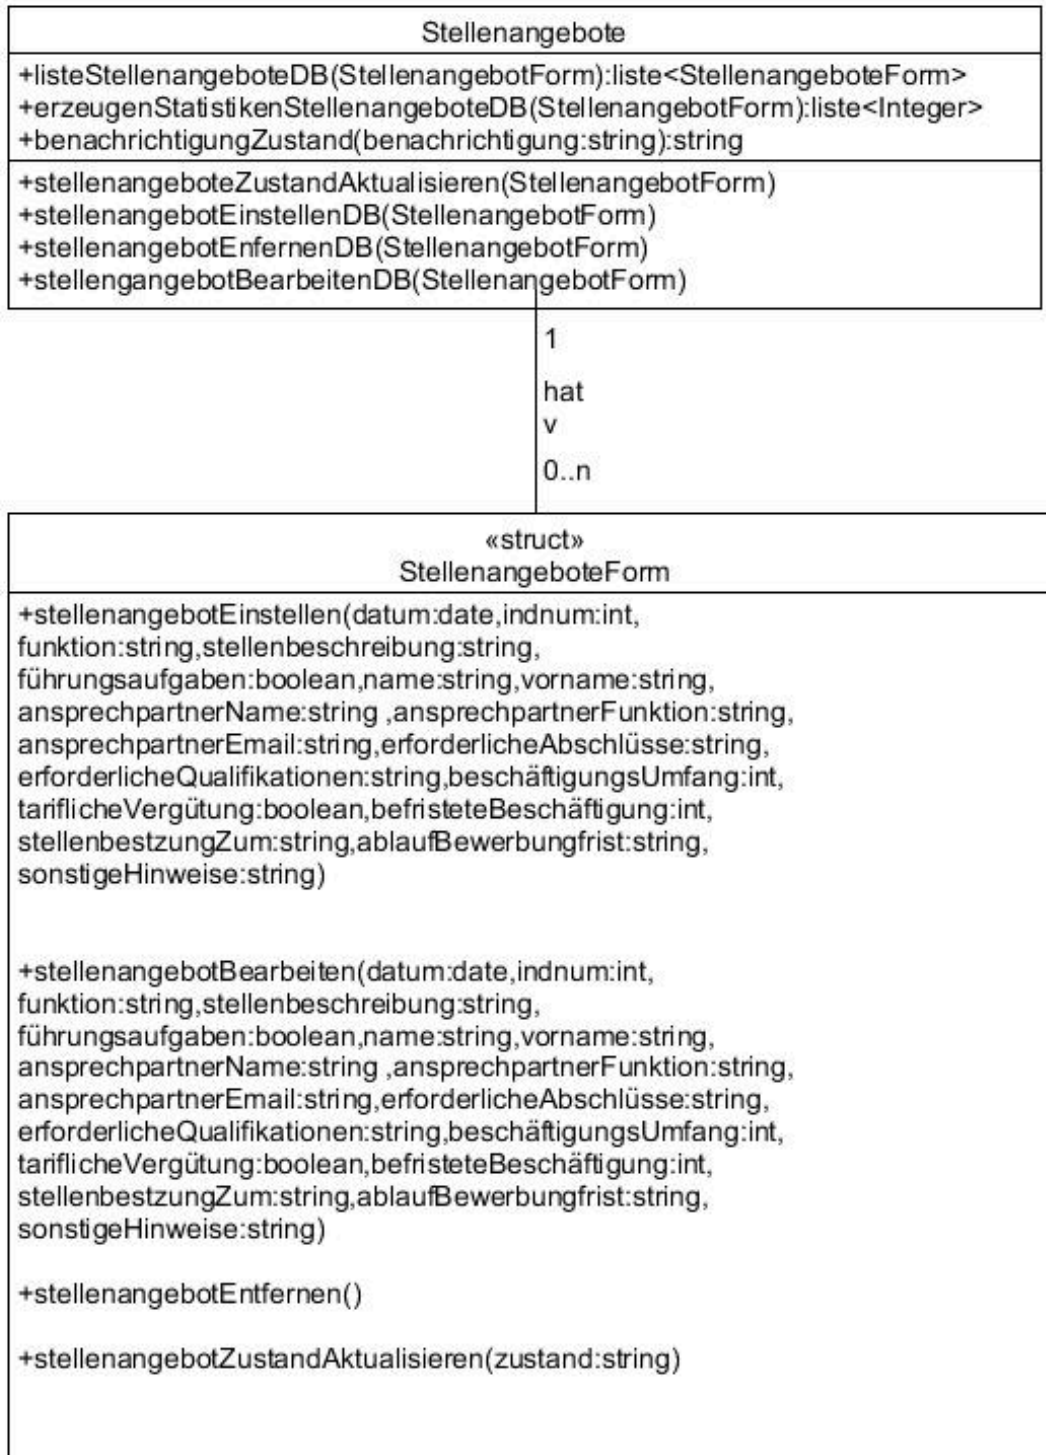 Stellenangebote
+listeStellenangeboteDB(StellenangebotForm):liste<StellenangeboteForm>
+erzeugenStatistikenStellenangeboteDB(StellenangebotForm):liste<Integer>
+benachrichtigungZustand(benachrichtigung:string):string
+stellenangeboteZustandAktualisieren(StellenangebotForm)
+stellenangebotEinstellenDB(StellenangebotForm)
+stellenangebotEnfernenDB(StellenangebotForm)
+stellengangebotBearbeitenDB(StellenangebotForm)
1
hat
v
0..n
«struct»
StellenangeboteForm
+stellenangebotEinstellen(datum:date,indnum:int,
funktion:string,stellenbeschreibung:string,
führungsaufgaben:boolean,name:string,vorname:string,
ansprechpartnerName:string ,ansprechpartnerFunktion:string,
ansprechpartnerEmail:string,erforderlicheAbschlüsse:string,
erforderlicheQualifikationen:string,beschäftigungsUmfang:int,
tariflicheVergütung:boolean,befristeteBeschäftigung:int,
stellenbestzungZum:string,ablaufBewerbungfrist:string,
sonstigeHinweise:string)
+stellenangebotBearbeiten(datum:date,indnum:int,
funktion:string,stellenbeschreibung:string,
führungsaufgaben:boolean,name:string,vorname:string,
ansprechpartnerName:string ,ansprechpartnerFunktion:string,
ansprechpartnerEmail:string,erforderlicheAbschlüsse:string,
erforderlicheQualifikationen:string,beschäftigungsUmfang:int,
tariflicheVergütung:boolean,befristeteBeschäftigung:int,
stellenbestzungZum:string,ablaufBewerbungfrist:string,
sonstigeHinweise:string)
+stellenangebotEntfernen()
+stellenangebotZustandAktualisieren(zustand:string)